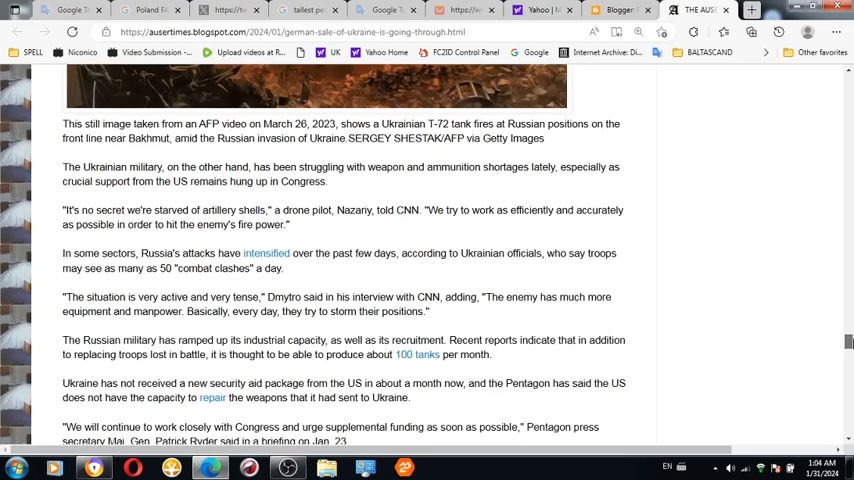 Google T
Poland FA
https://tw
tallest pe
Google T
https://w
Yahoo | M
Blogger:
THE AUSE
https://ausertimes.blogspot.com/2024/01/german-sale-of-ukraine-is-going-through.html
SPELL Niconico Video Submission -... Upload videos at R... UK Yahoo Home FC2ID Control Panel Google Internet Archive: Di... BALTASCAND Other favorites
This still image taken from an AFP video on March 26, 2023, shows a Ukrainian T-72 tank fires at Russian positions on the
front line near Bakhmut, amid the Russian invasion of Ukraine.SERGEY SHESTAK/AFP via Getty Images
The Ukrainian military, on the other hand, has been struggling with weapon and ammunition shortages lately, especially as
crucial support from the US remains hung up in Congress.
"It's no secret we're starved of artillery shells," a drone pilot, Nazariy, told CNN. "We try to work as efficiently and accurately
as possible in order to hit the enemy's fire power."
In some sectors, Russia's attacks have intensified over the past few days, according to Ukrainian officials, who say troops
may see as many as 50 "combat clashes" a day.
"The situation is very active and very tense," Dmytro said in his interview with CNN, adding, "The enemy has much more
equipment and manpower. Basically, every day, they try to storm their positions."
The Russian military has ramped up its industrial capacity, as well as its recruitment. Recent reports indicate that in addition
to replacing troops lost in battle, it is thought to be able to produce about 100 tanks per month.
Ukraine has not received a new security aid package from the US in about a month now, and the Pentagon has said the US
does not have the capacity to repair the weapons that it had sent to Ukraine.
"We will continue to work closely with Congress and urge supplemental funding as soon as possible," Pentagon press
secretary Maj. Gen. Patrick Ryder said in a briefing on Jan. 23.
EN
1:04 AM
1/31/2024